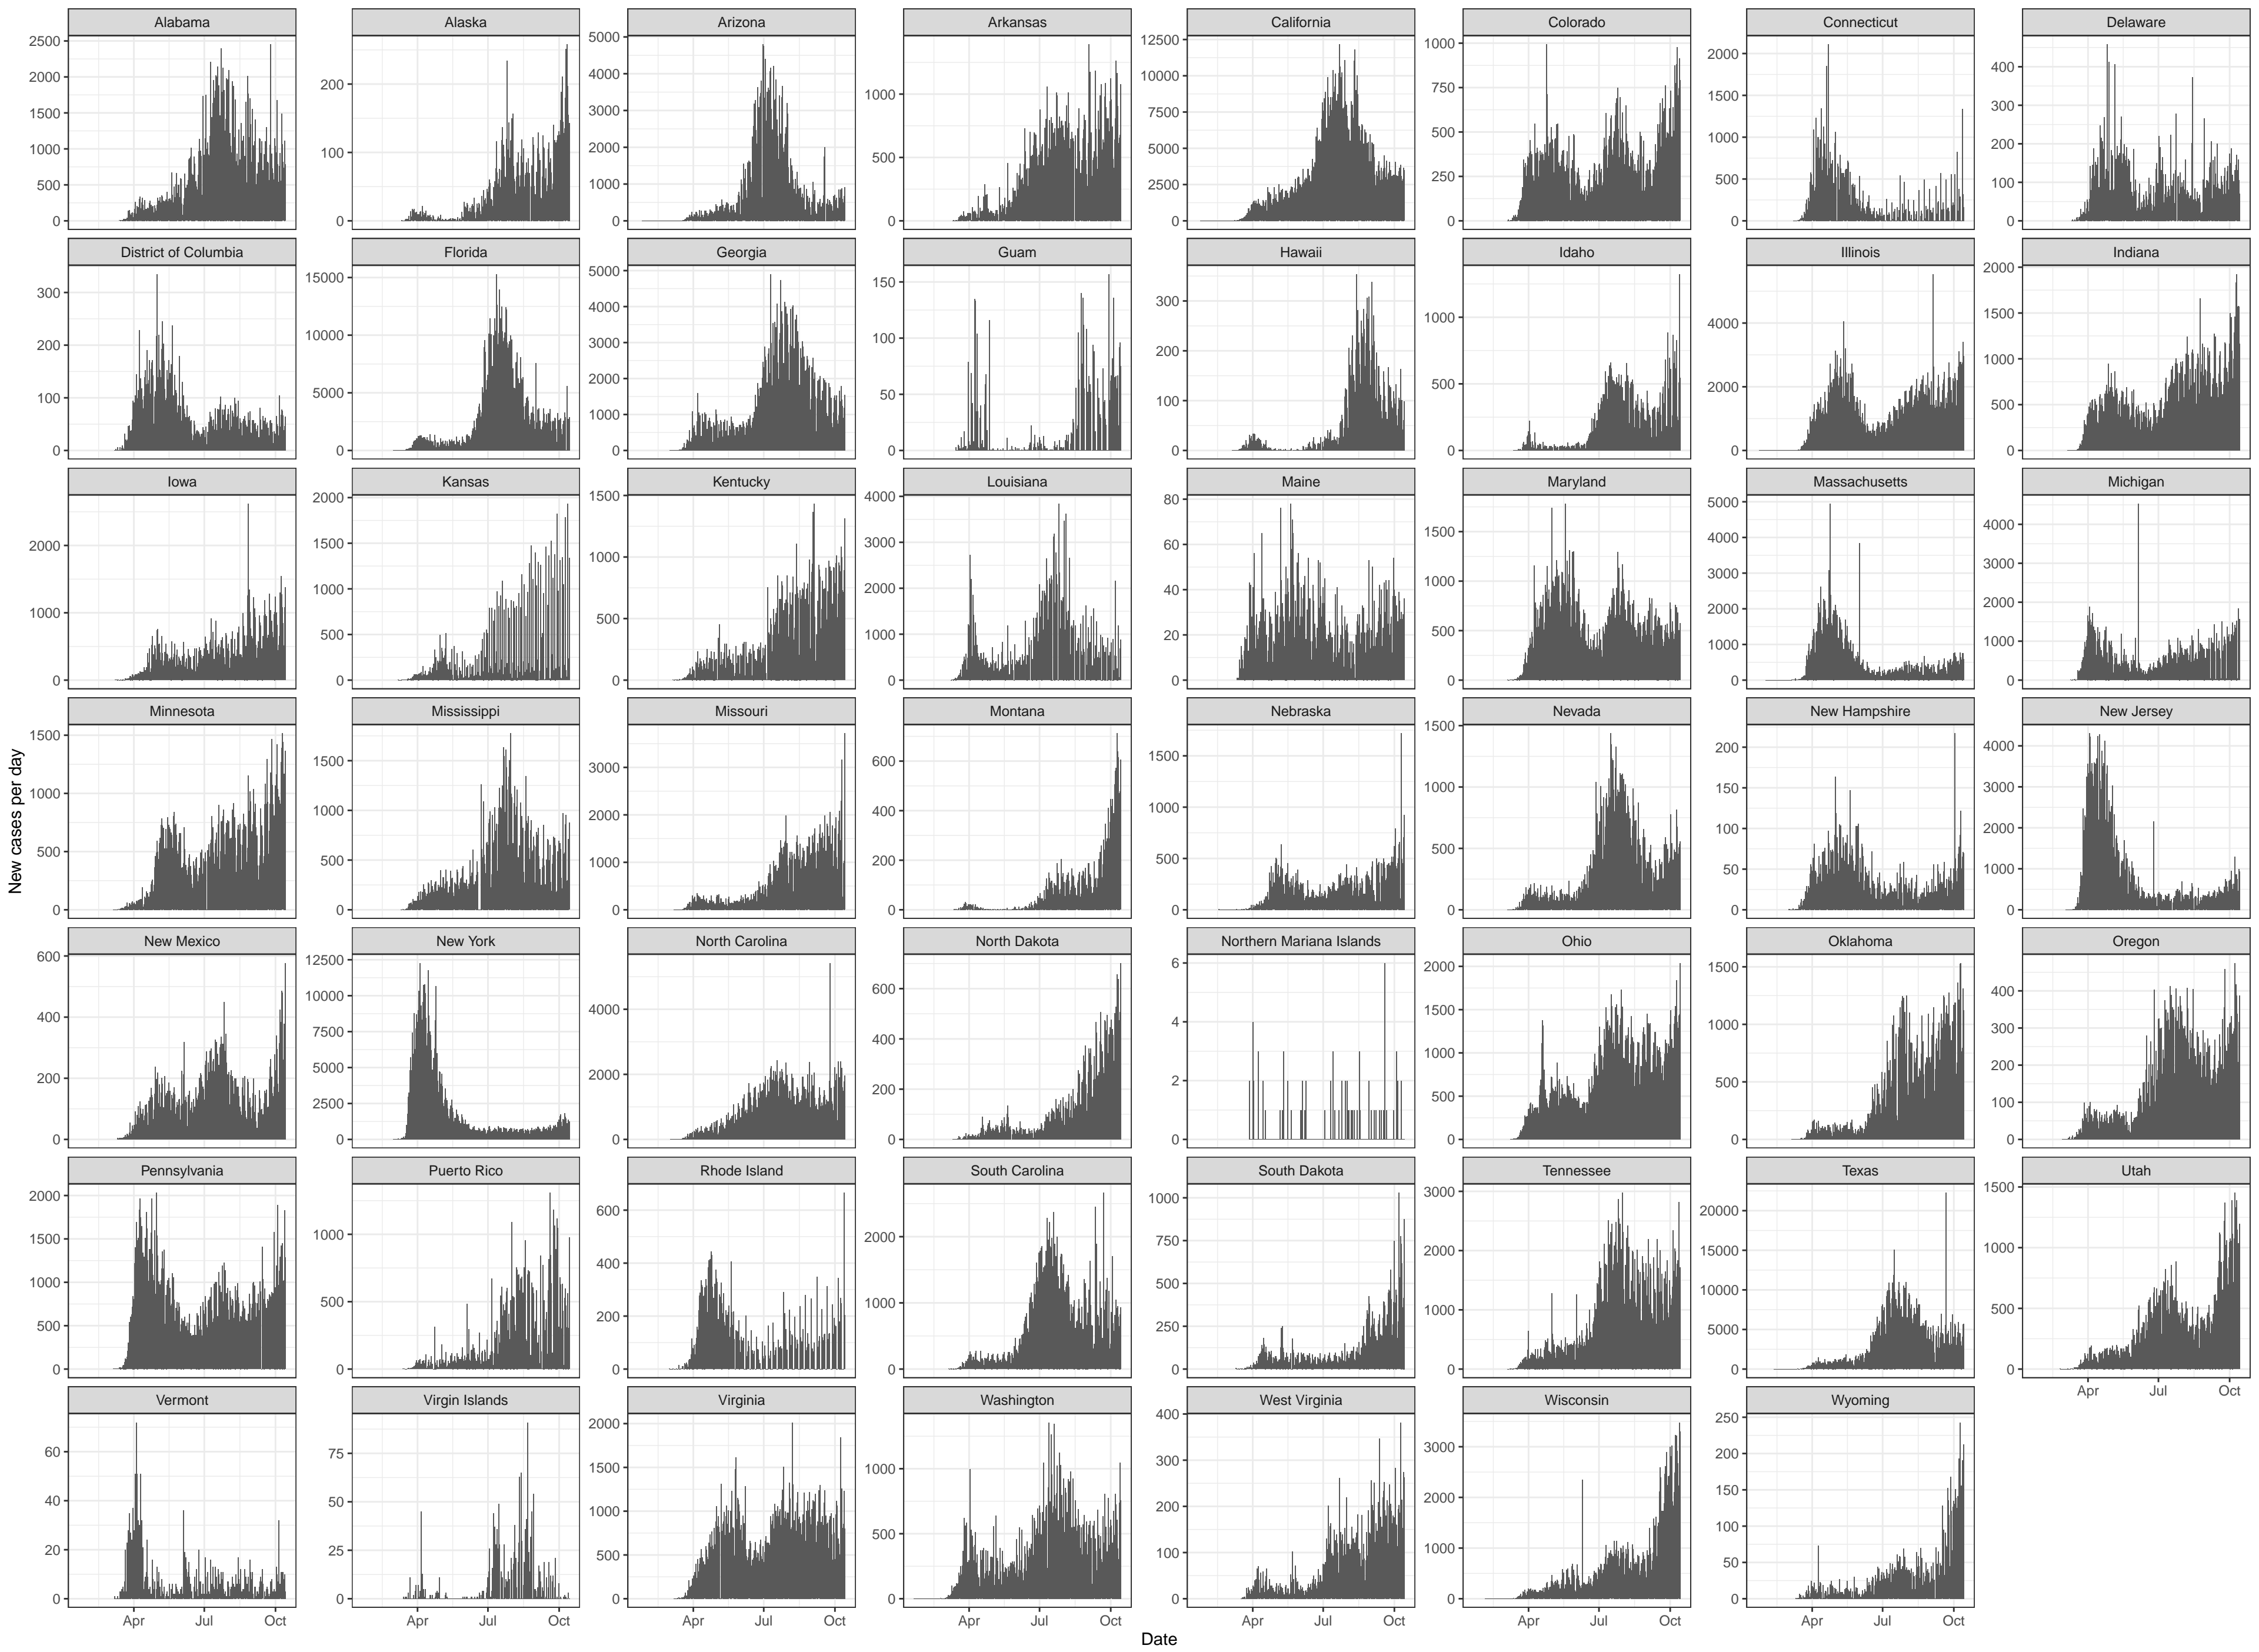 Alabama Alaska Arizona Arkansas California Colorado Connecticut Delaware
2500 2000 1500 1000 500 0
200 100 0
5000 4000 3000 2000 1000 0
1000 500 0
12500 10000 7500 5000 2500 0
1000 750 500 250 0
2000 1500 1000 500 0
400 300 200 100 0
District of Columbia Florida Georgia Guam Hawaii Idaho Illinois Indiana
300 200 100 0
15000 10000 5000 0
5000 4000 3000 2000 1000 0
150 100 50 0
300 200 100 0
1000 500 0
4000 2000 0
2000 1500 1000 500 0
Iowa Kansas Kentucky Louisiana Maine Maryland Massachusetts Michigan
2000 1000 0
2000 1500 1000 500 0
1500 1000 500 0
4000 3000 2000 1000 0
80 60 40 20 0
1500 1000 500 0
5000 4000 3000 2000 1000 0
4000 3000 2000 1000 0
Minnesota Mississippi Missouri Montana Nebraska Nevada New Hampshire New Jersey
1500 1000 500 0
1500 1000 500 0
3000 2000 1000 0
600 400 200 0
1500 1000 500 0
1500 1000 500 0
200 150 100 50 0
4000 3000 2000 1000 0
New cases per day
New Mexico New York North Carolina North Dakota Northern Mariana Islands Ohio Oklahoma Oregon
600 400 200 0
12500 10000 7500 5000 2500 0
4000 2000 0
600 400 200 0
6 4 2 0
2000 1500 1000 500 0
1500 1000 500 0
400 300 200 100 0
Pennsylvania Puerto Rico Rhode Island South Carolina South Dakota Tennessee Texas Utah
2000 1500 1000 500 0
1000 500 0
600 400 200 0
2000 1000 0
1000 750 500 250 0
3000 2000 1000 0
20000 15000 10000 5000 0
1500 1000 500 0
Apr Jul Oct
Vermont Virgin Islands Virginia Washington West Virginia Wisconsin Wyoming
60 40 20 0
75 50 25 0
2000 1500 1000 500 0
1000 500 0
400 300 200 100 0
3000 2000 1000 0
250 200 150 100 50 0
Apr Jul Oct Apr Jul Oct Apr Jul Oct Apr Jul Oct Apr Jul Oct Apr Jul Oct Apr Jul Oct
Date